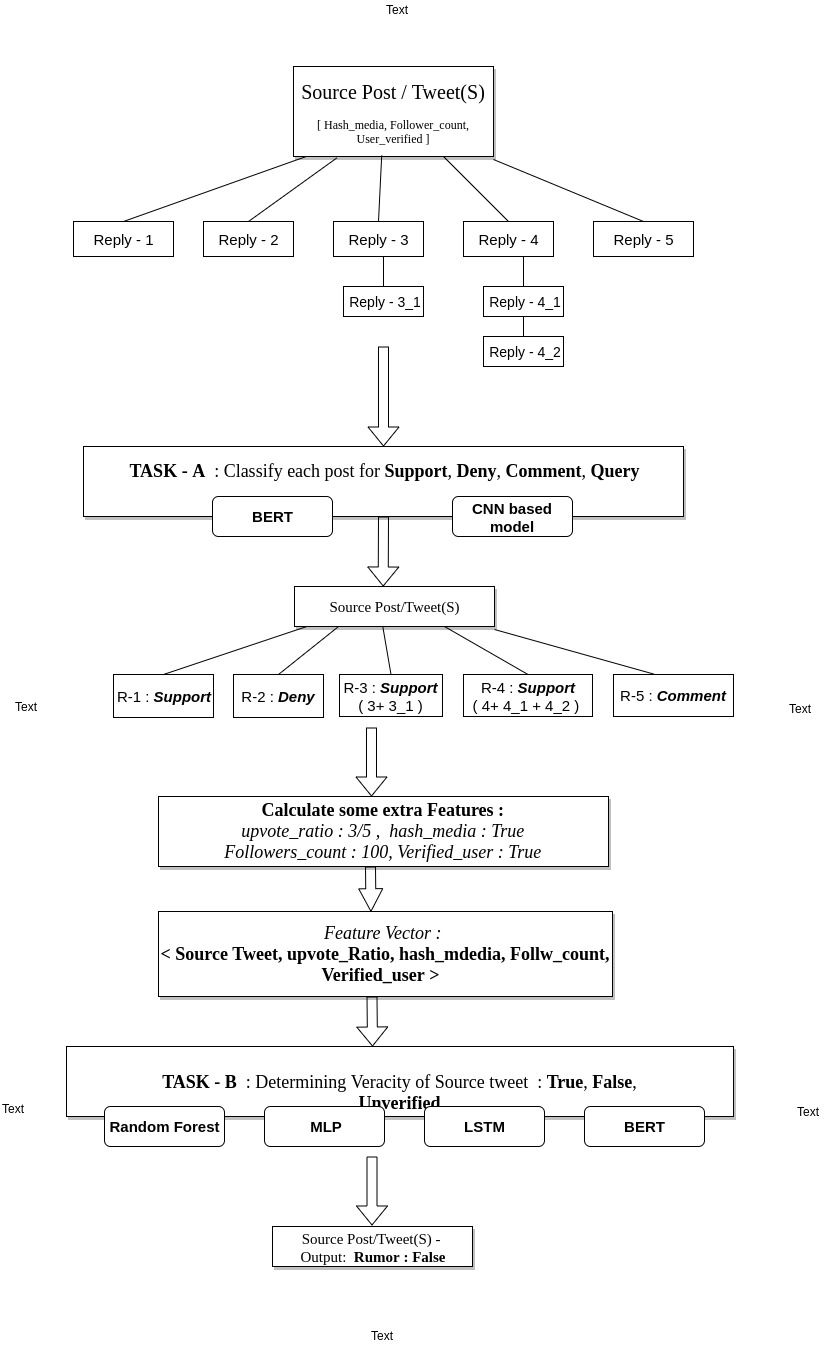 Text
Source Post / Tweet(S)
[ Hash_media, Follower_count,
User_verified ]
Reply - 1
Reply - 2
Reply - 3
Reply - 4
Reply - 5
Reply - 3_1
Reply - 4_1
Reply - 4_2
TASK - A : Classify each post for Support, Deny, Comment, Query
BERT
CNN based
model
Source Post/Tweet(S)
R-1 : Support
R-2 : Deny
R-3 : Support
( 3+ 3_1 )
R-4 : Support
( 4+ 4_1 + 4_2 )
R-5 : Comment
Text
Text
Calculate some extra Features :
upvote_ratio : 3/5 , hash_media : True
Followers_count : 100, Verified_user : True
Feature Vector :
< Source Tweet, upvote_Ratio, hash_mdedia, Follw_count,
Verified_user >
TASK - B : Determining Veracity of Source tweet : True, False,
Unverified
Text
Text
Random Forest
MLP
LSTM
BERT
Source Post/Tweet(S) -
Output: Rumor : False
Text